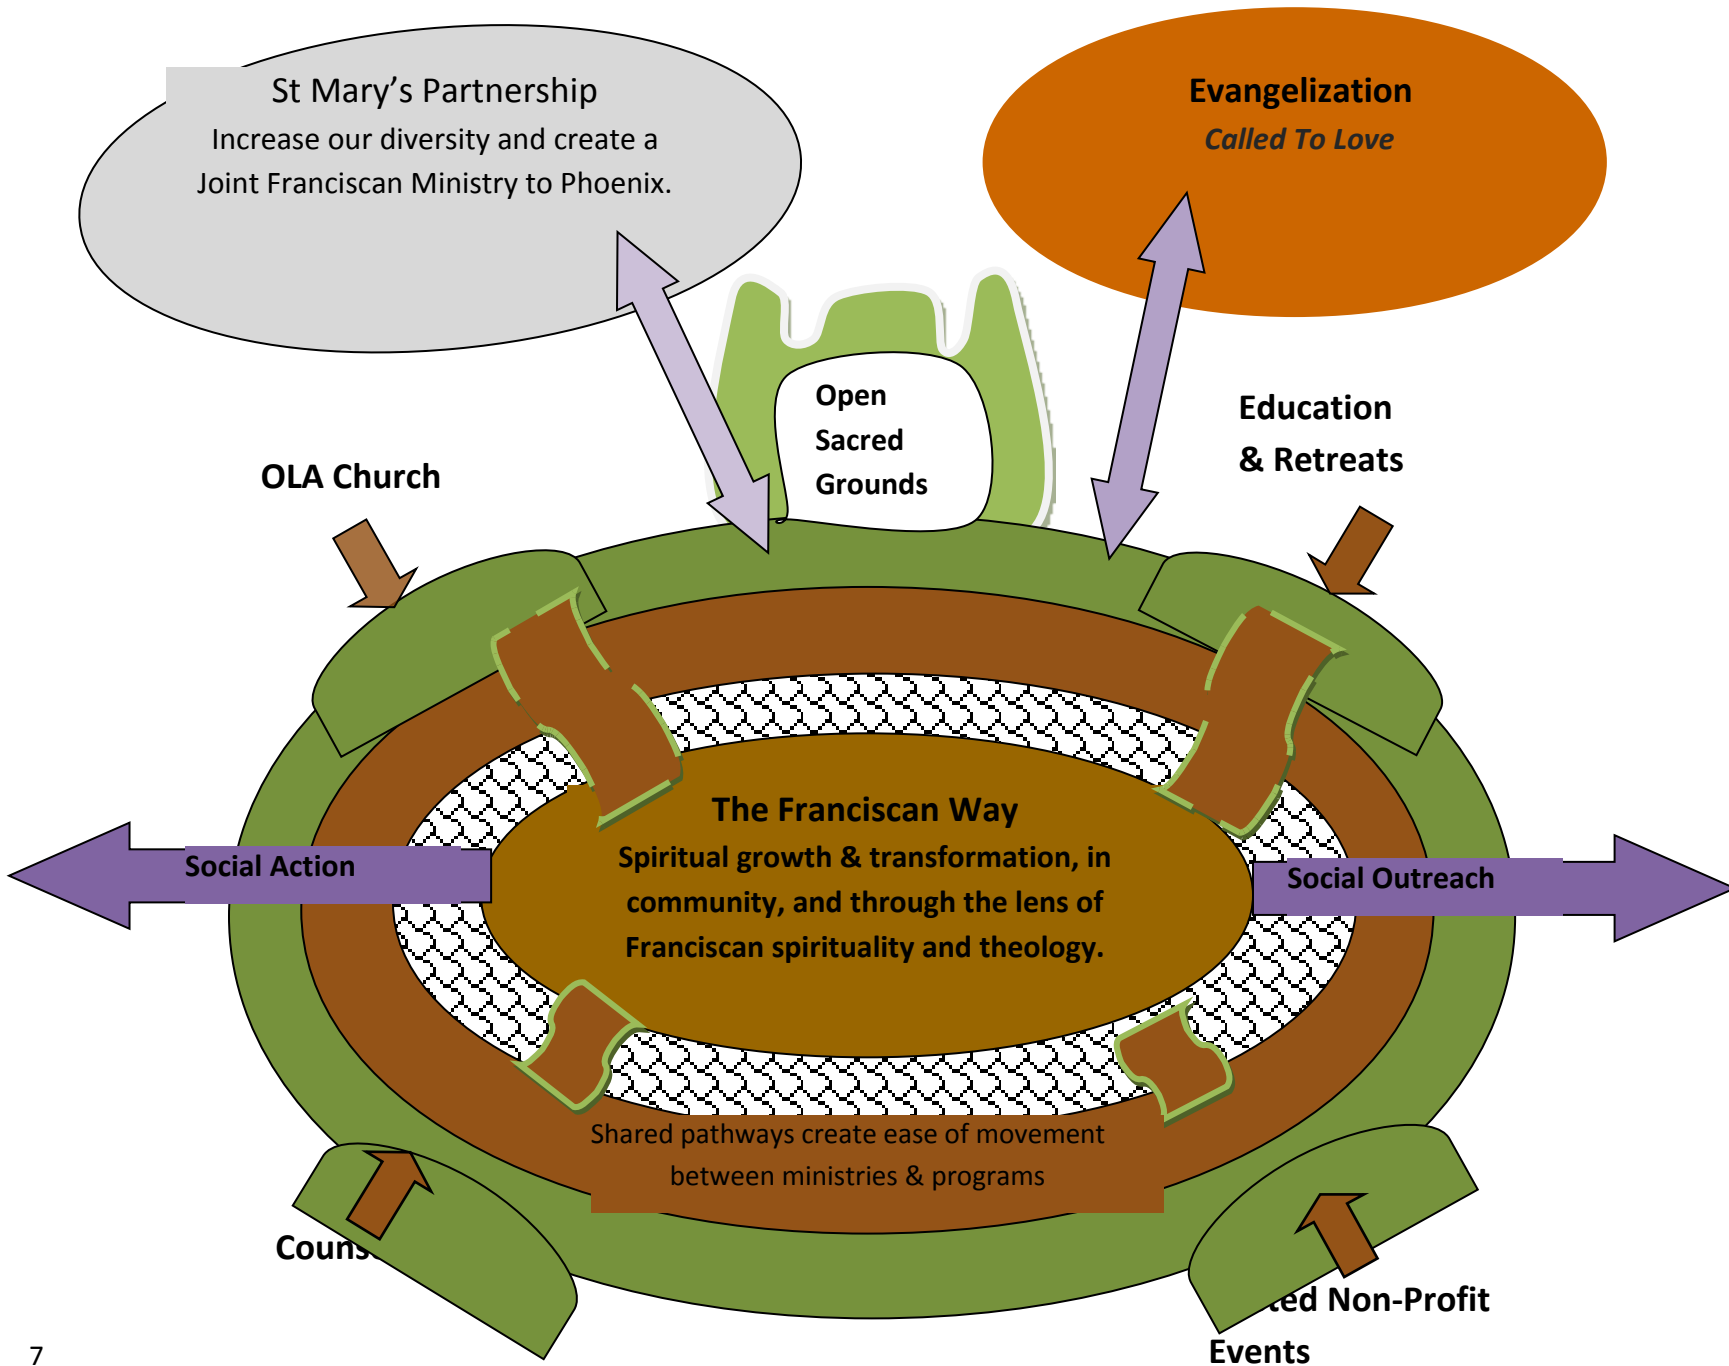 St Mary's Partnership
Increase our diversity and create a
Joint Franciscan Ministry to Phoenix.
Evangelization
Called To Love
Open
Sacred
Grounds
OLA Church
Education
& Retreats
Social Action
The Franciscan Way
Spiritual growth & transformation, in
community, and through the lens of
Franciscan spirituality and theology.
Social Outreach
Shared pathways create ease of movement
between ministries & programs
Non-Profit
Events
7